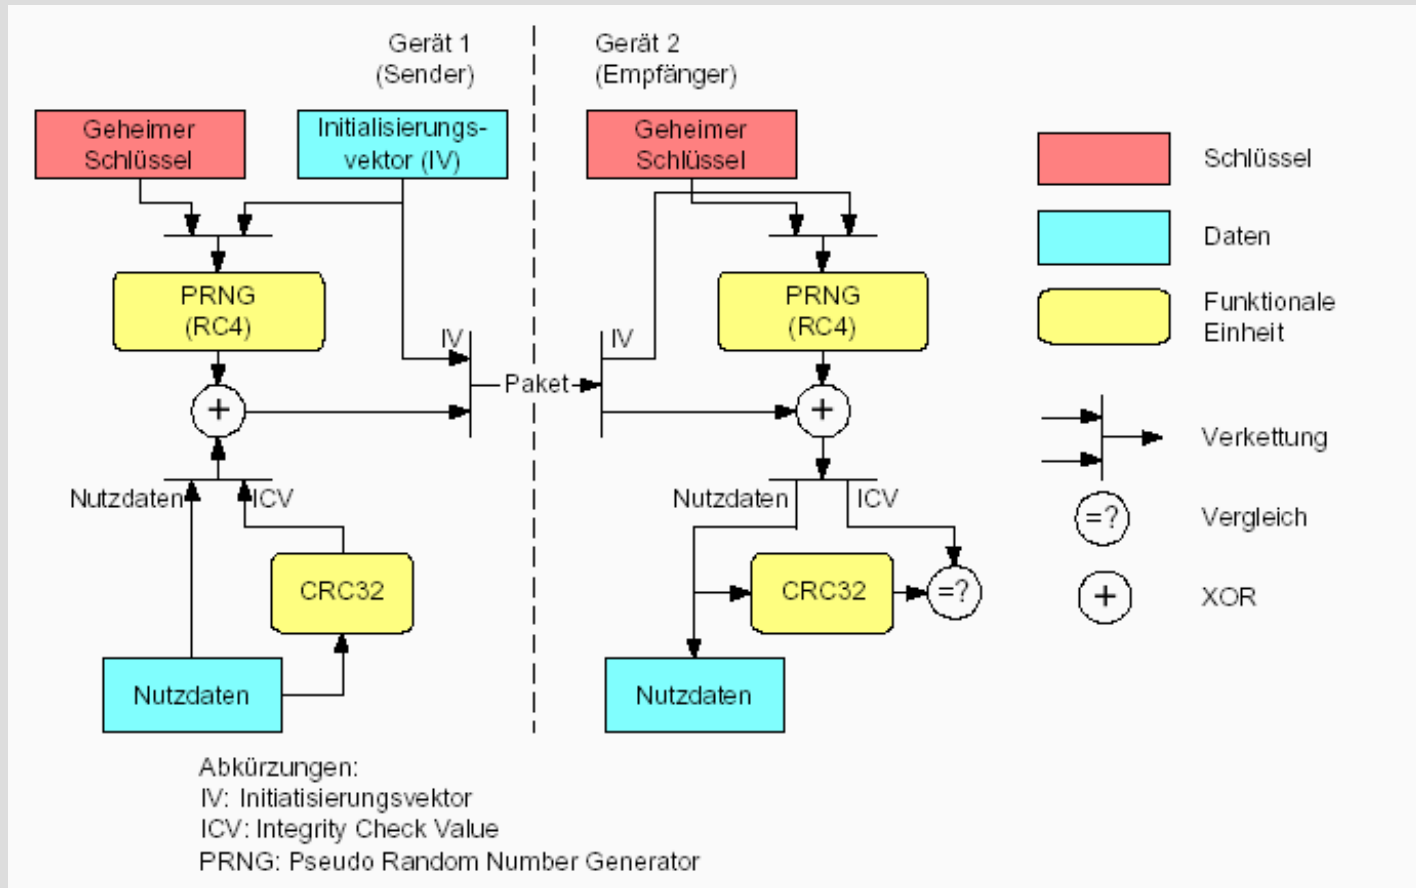 Gerät 1
(Sender)
Gerät 2
(Empfänger)
Geheimer
Schlüssel
Initialisierungs-
vektor (IV)
Geheimer
Schlüssel
PRNG
(RC4)
PRNG
(RC4)
IV
Paket
IV
+
+
Nutzdaten
ICV
Nutzdaten
ICV
CRC32
CRC32
=?
Nutzdaten
Nutzdaten
Schlüssel
Daten
Funktionale
Einheit
Verkettung
=?
Vergleich
+
XOR
Abkürzungen:
IV: Initiatisierungsvektor
ICV: Integrity Check Value
PRNG: Pseudo Random Number Generator